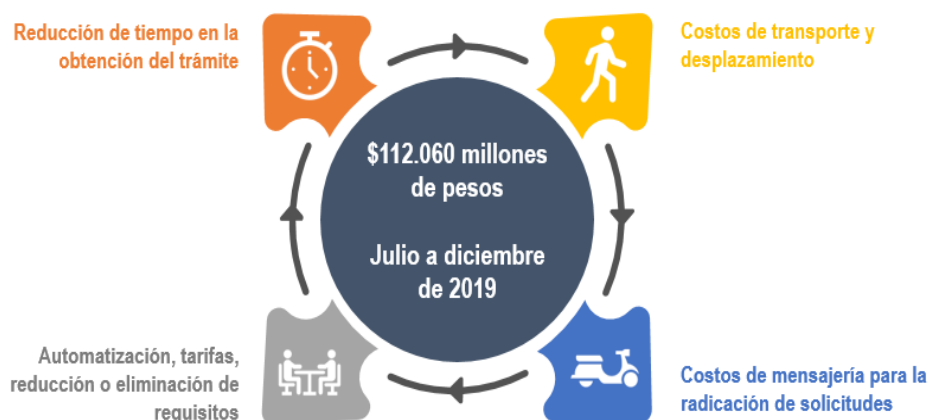 Reducción de tiempo en la
obtención del trámite
Costos de transporte y
desplazamiento
$112.060 millones
de pesos
Julio a diciembre
de 2019
Automatización, tarifas,
reducción o eliminación de
requisitos
Costos de mensajería para la
radicación de solicitudes